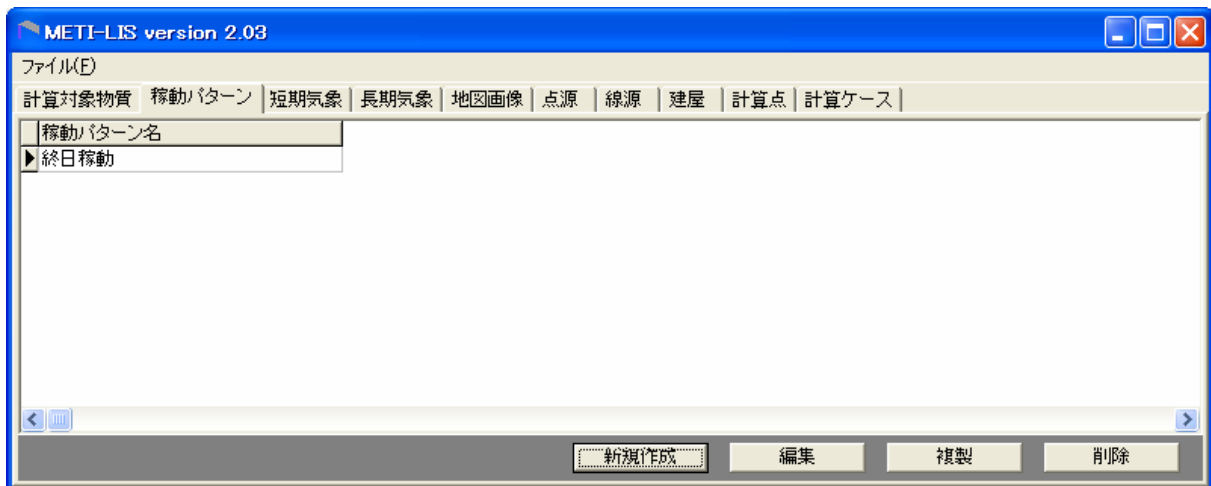 METI-LIS version 2.03
ファイル(F)
計算対象物質 稼動パターン 短期気象 長期気象 地図画像 点源 線源 建屋 計算点 計算ケース
稼動パターン名
終日稼動
新規作成 編集 複製 削除